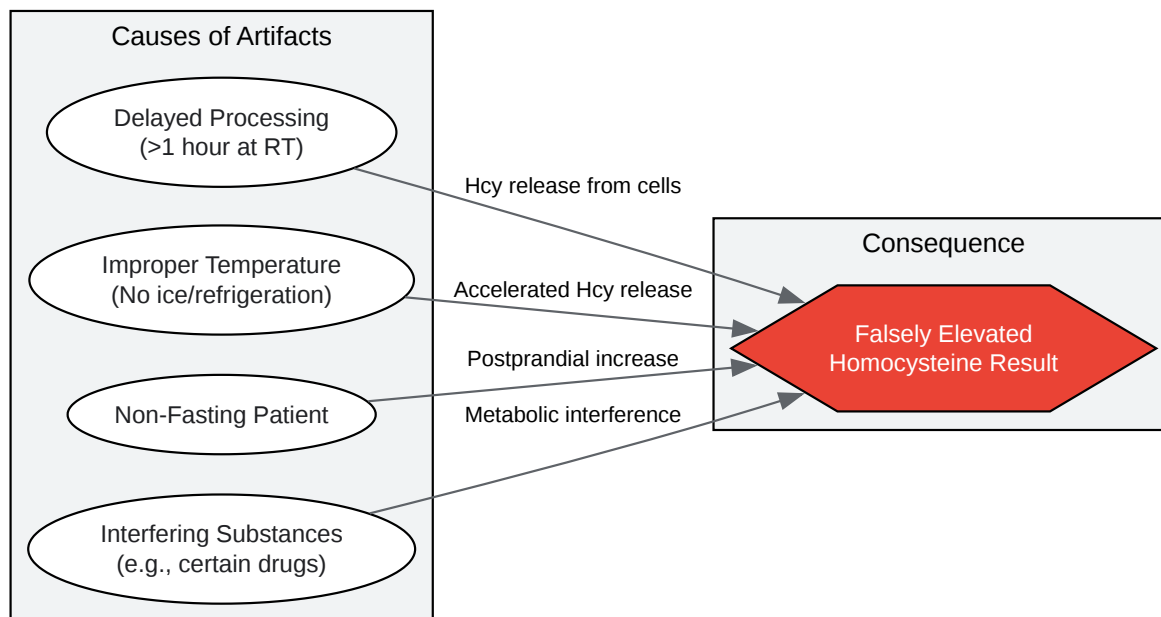 Causes of Artifacts
Delayed Processing
(>1 hour at RT)
Improper Temperature
(No ice/refrigeration)
Non-Fasting Patient
Interfering Substances
(e.g., certain drugs)
Hcy release from cells
Accelerated Hcy release
Postprandial increase
Metabolic interference
Consequence
Falsely Elevated
Homocysteine Result